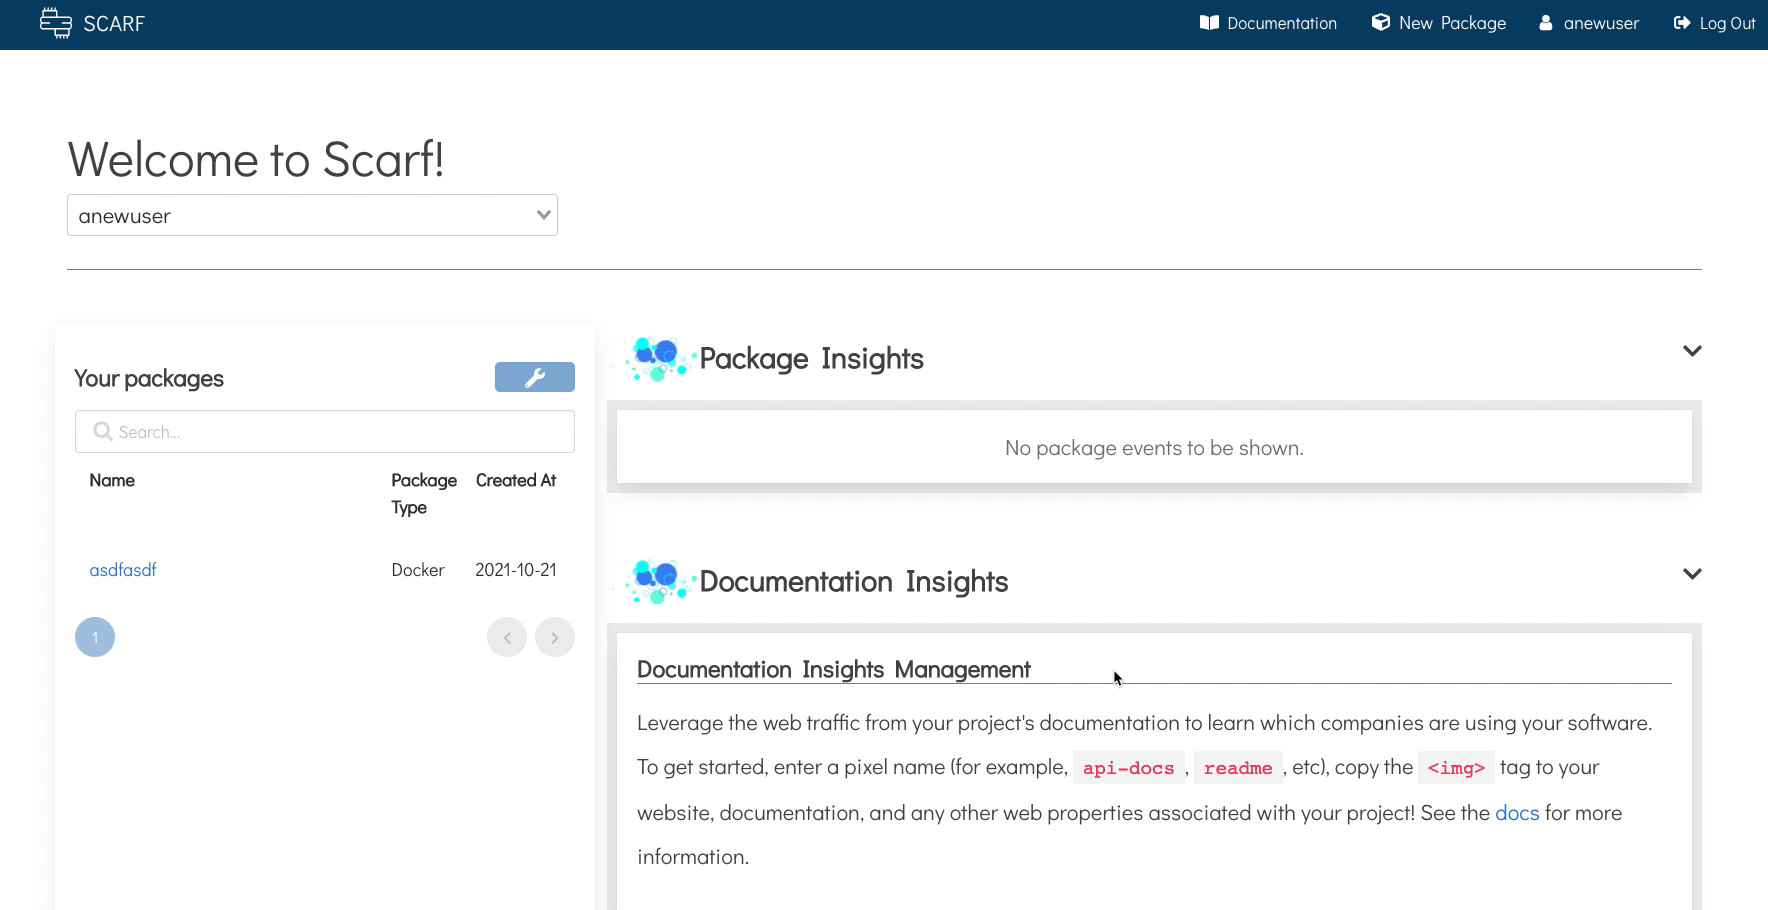 SCARF
Documentation
New Package
anewuser
Log Out
Welcome to Scarf!
anewuser
Your packages
Search...
Name Package Type Created At
asdfasdf Docker 2021-10-21
1
Package Insights
No package events to be shown.
Documentation Insights
Documentation Insights Management
Leverage the web traffic from your project's documentation to learn which companies are using your software.
To get started, enter a pixel name (for example, api-docs , readme , etc), copy the <img> tag to your
website, documentation, and any other web properties associated with your project! See the docs for more
information.